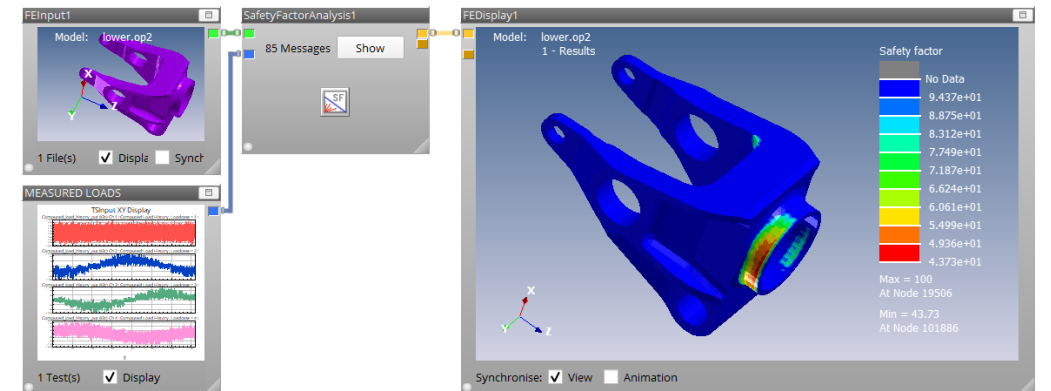 FEInput1
Model: lower.op2
X
Y
Z
1 File(s)
Displa
Synch
MEASURED LOADS
TSInput XY Display
1 Test(s)
Display
SafetyFactorAnalysis1
85 Messages
Show
SF
FEDisplay1
Model: lower.op2
1 - Results
Safety factor
No Data
9.437e+01
8.875e+01
8.312e+01
7.749e+01
7.187e+01
6.624e+01
6.061e+01
5.499e+01
4.936e+01
4.373e+01
Max = 100
At Node 19506
Min = 43.73
At Node 101886
X
Y
Z
Synchronise:
View
Animation